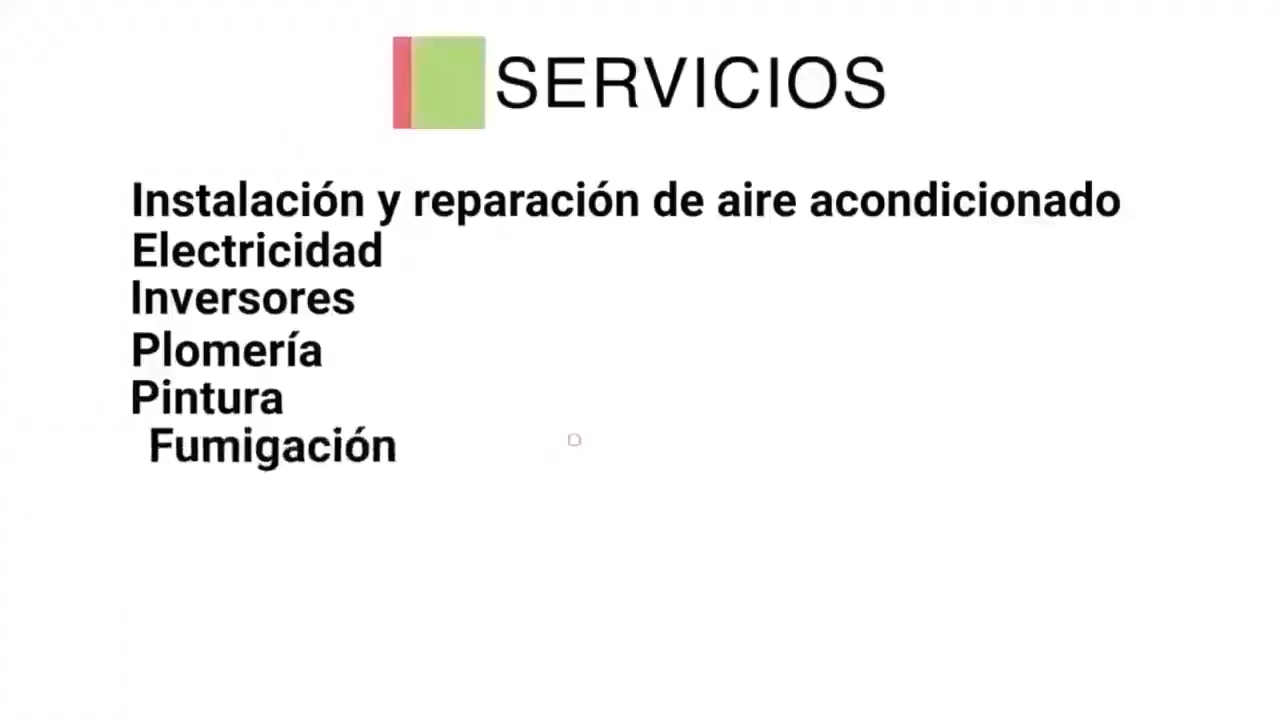 SERVICIOS
Instalación y reparación de aire acondicionado
Electricidad
Inversores
Plomería
Pintura
Fumigación